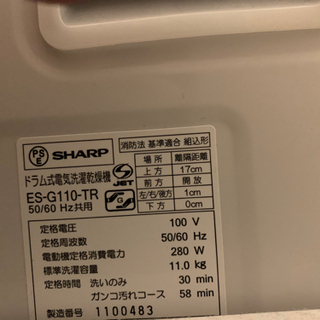 PS E SHARP
ドラム式電気洗濯乾燥機
S JET
ES-G110-TR
50/60 Hz共用
消防法 基準適合 組込形
場所 離隔距離
上方 17cm
前方 開放
左/右/後方 1cm
下方 0cm
定格電圧 100 V
定格周波数 50/60 Hz
電動機定格消費電力 280 W
標準洗濯容量 11.0 kg
標準時間 洗いのみ 30 min
ガンコ汚れコース 58 min
製造番号 1100483